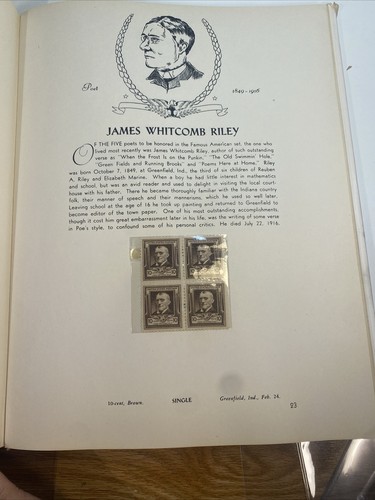 Poet
1849-1916
JAMES WHITCOMB RILEY
OF THE FIVE poets to be honored in the Famous American set, the one who
lived most recently was James Whitcomb Riley, author of such outstanding
verse as "When the Frost Is on the Punkin," "The Old Swimmin' Hole,"
"Green Fields and Running Brooks" and "Poems Here at Home." Riley
was born October 7, 1849, at Greenfield, Ind., the third of six children of Reuben
A. Riley and Elizabeth Marine. When a boy he had little interest in mathematics
and school, but was an avid reader and used to delight in visiting the local court-
house with his father. There he became thoroughly familiar with the Indiana country
folk, their manner of speech and their mannerisms, which he used so well later.
Leaving school at the age of 16 he took up painting and returned to Greenfield to
become editor of the town paper. One of his most outstanding accomplishments,
though it cost him great embarrassment later in his life, was the writing of some verse
in Poe's style, to confound some of his personal critics. He died July 22, 1916.
10-cent, Brown.
SINGLE
Greenfield, Ind., Feb. 24.
23